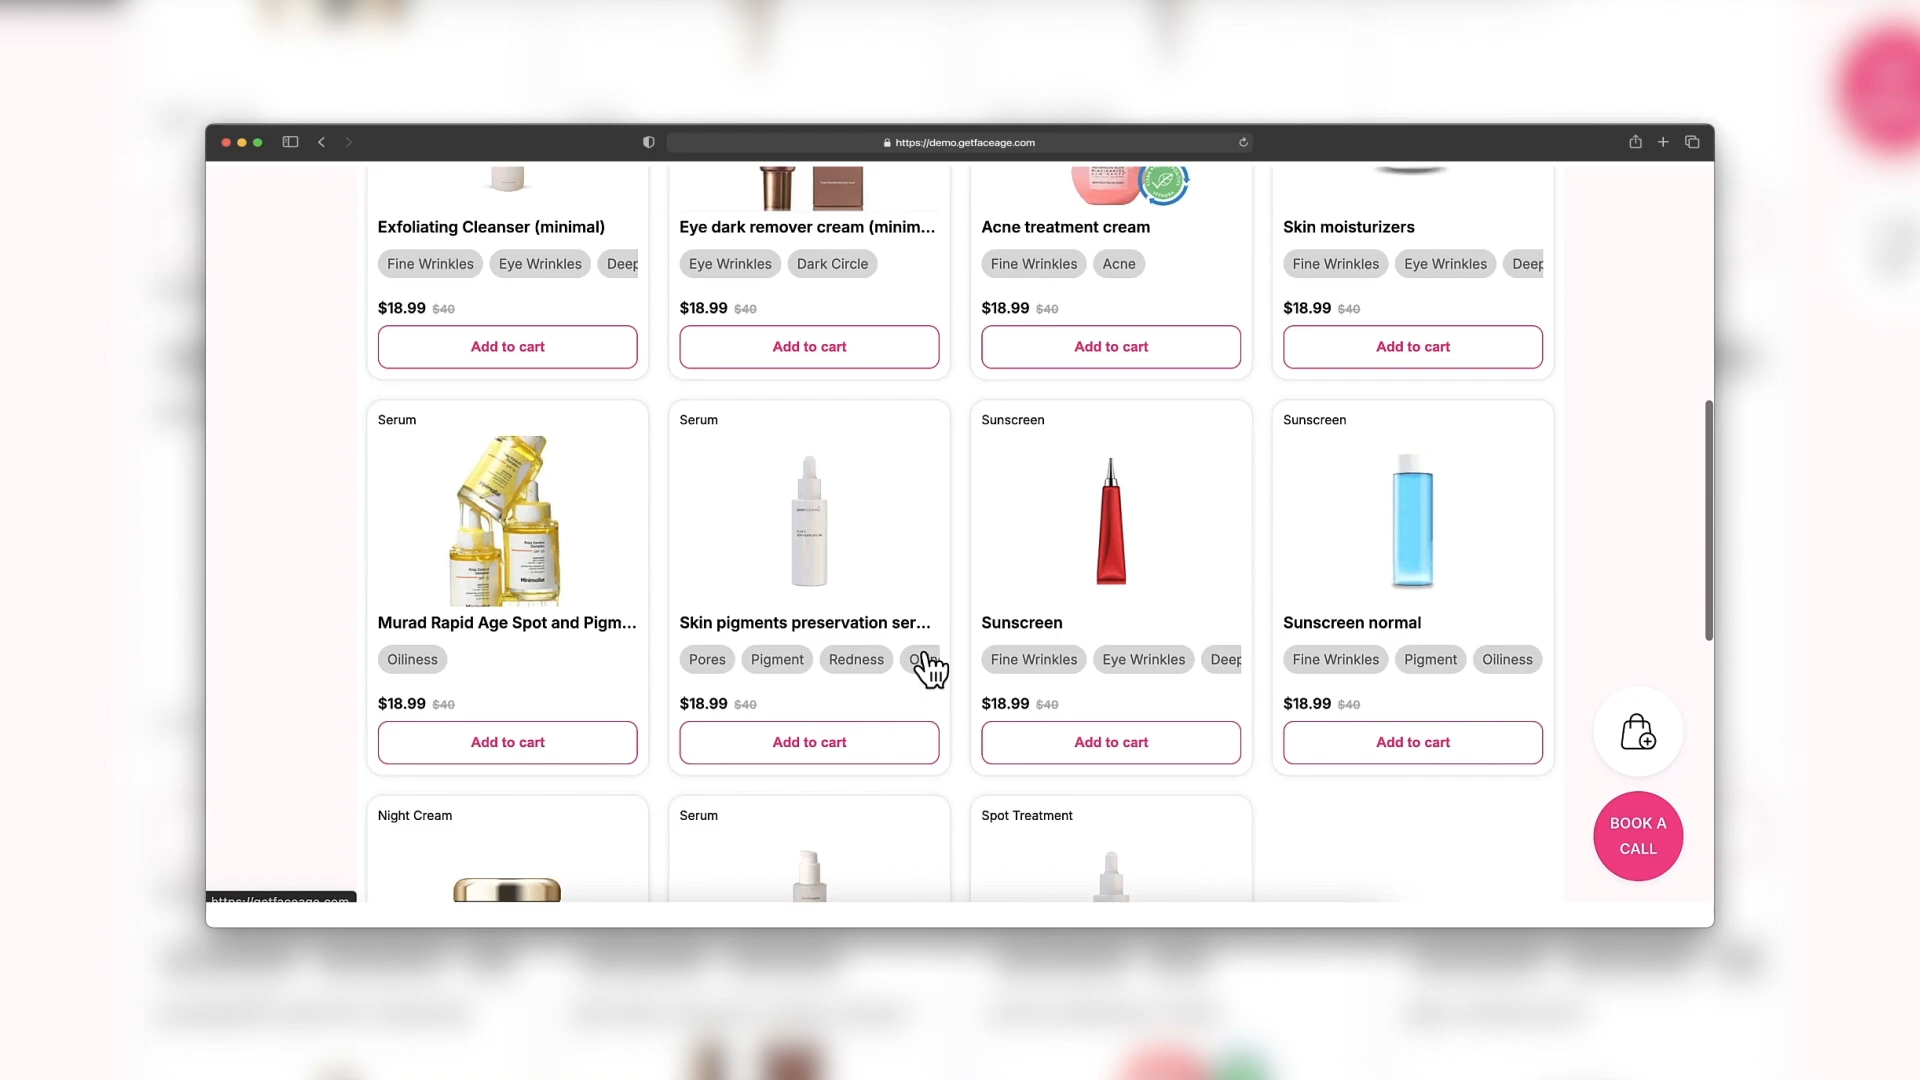 https://demo.getfaceage.com
Exfoliating Cleanser (minimal)
Eye dark remover cream (minim...
Acne treatment cream
Skin moisturizers
Fine Wrinkles Eye Wrinkles Deep
Eye Wrinkles Dark Circle
Fine Wrinkles Acne
Fine Wrinkles Eye Wrinkles Deep
$18.99 $40
$18.99 $40
$18.99 $40
$18.99 $40
Add to cart
Add to cart
Add to cart
Add to cart
Serum
Serum
Sunscreen
Sunscreen
Minimalist
Murad Rapid Age Spot and Pigm...
Skin pigments preservation ser...
Sunscreen
Sunscreen normal
Oiliness
Pores Pigment Redness
Fine Wrinkles Eye Wrinkles Deep
Fine Wrinkles Pigment Oiliness
$18.99 $40
$18.99 $40
$18.99 $40
$18.99 $40
Add to cart
Add to cart
Add to cart
Add to cart
Night Cream
Serum
Spot Treatment
BOOK A
CALL
https://getfaceage.com